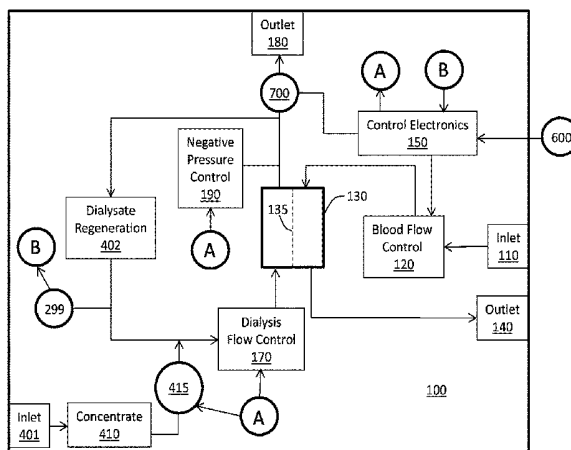 Outlet
180
A
B
700
Control Electronics
150
600
Negative
Pressure
Control
190
Dialysate
Regeneration
402
135
130
Blood Flow
Control
120
Inlet
110
B
A
299
Dialysis
Flow Control
170
Outlet
140
415
A
100
Inlet
401
Concentrate
410